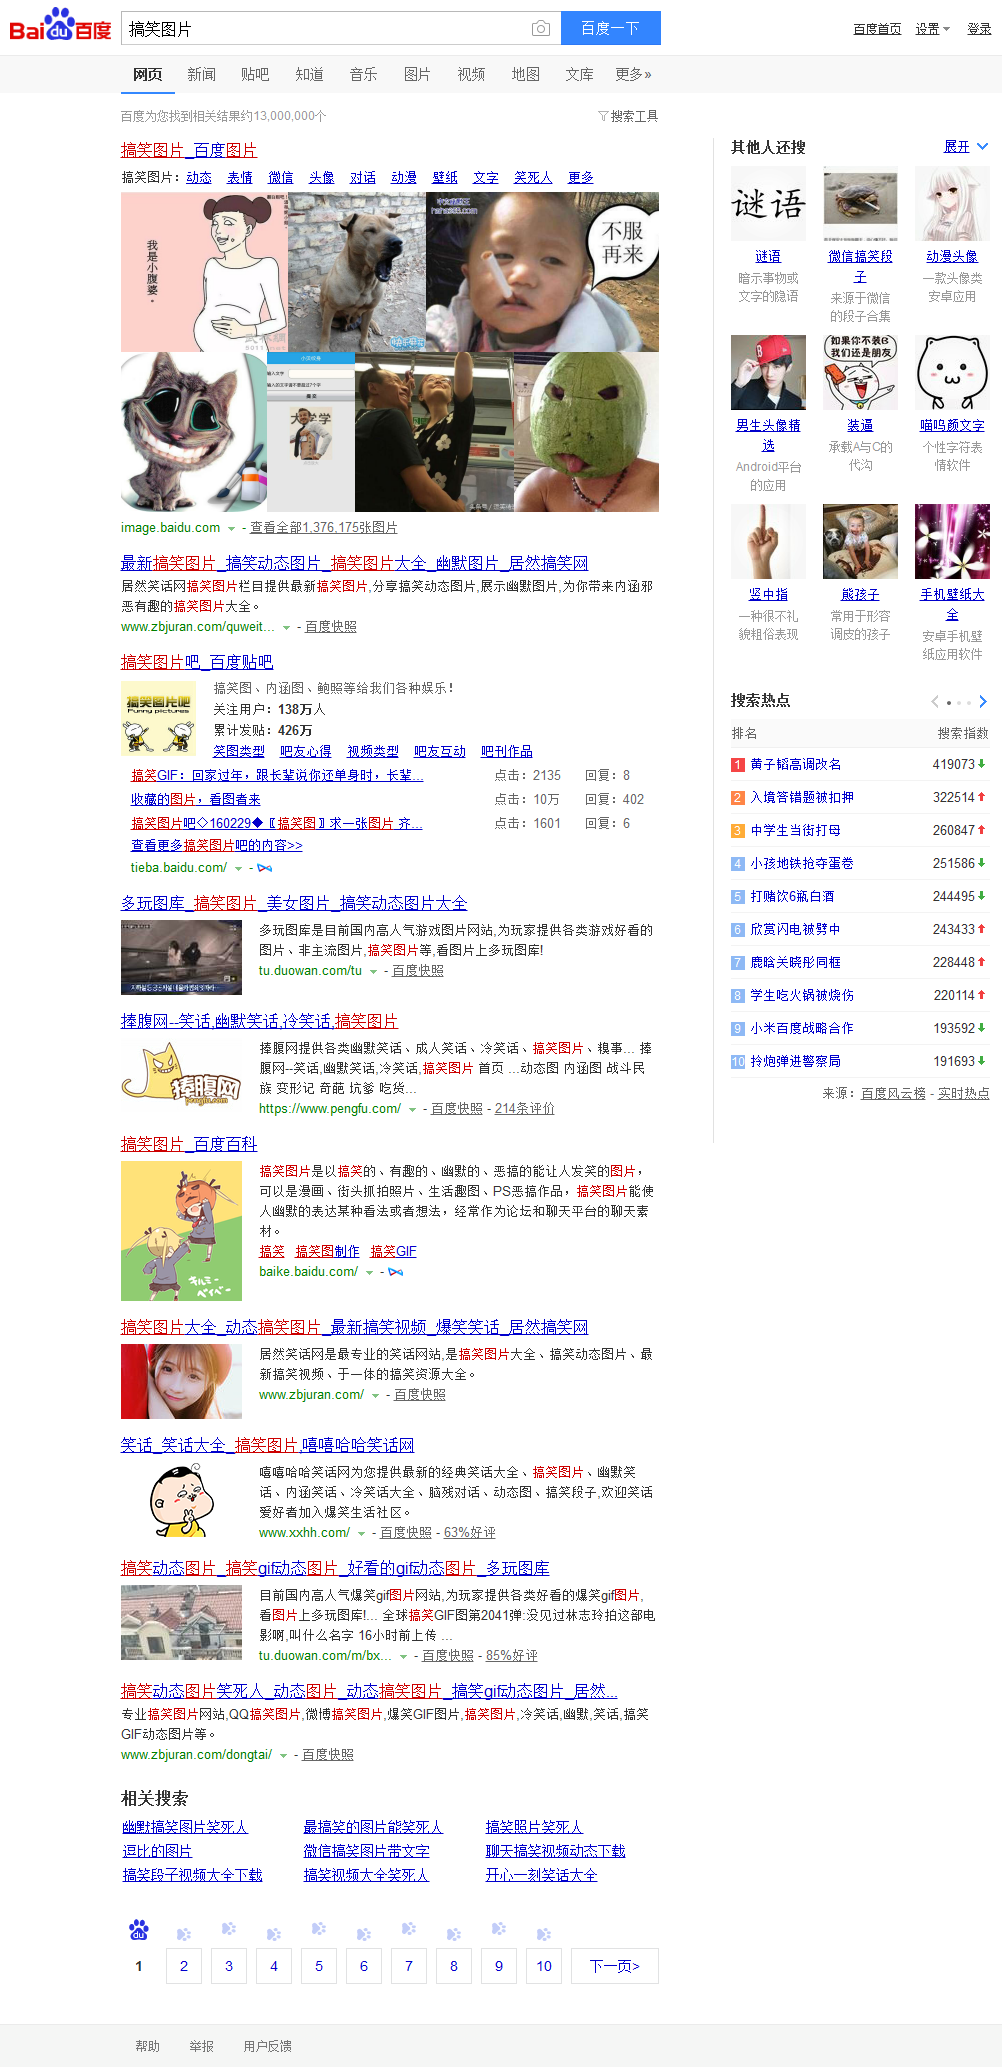 Bai du 百度
搞笑图片
百度一下
百度首页 设置 登录
网页 新闻 贴吧 知道 音乐 图片 视频 地图 文库 更多»
百度为您找到相关结果约13,000,000个
搜索工具
搞笑图片_百度图片
搞笑图片：动态 表情 微信 头像 对话 动漫 壁纸 文字 笑死人 更多
我是小腹婆。
不服
再来
image.baidu.com - 查看全部1,376,175张图片
最新搞笑图片_搞笑动态图片_搞笑图片大全_幽默图片_居然搞笑网
居然笑话网搞笑图片栏目提供最新搞笑图片,分享搞笑动态图片,展示幽默图片,为你带来内涵邪
恶有趣的搞笑图片大全。
www.zbjuran.com/quweit... - 百度快照
搞笑图片吧_百度贴吧
搞笑图片吧
Funny pictures
搞笑图、内涵图、鲍照等给我们各种娱乐！
关注用户：138万人
累计发贴：426万
笑图类型 吧友心得 视频类型 吧友互动 吧刊作品
搞笑GIF：回家过年，跟长辈说你还单身时，长辈... 点击：2135 回复：8
收藏的图片，看图者来 点击：10万 回复：402
搞笑图片吧◇160229◆〖搞笑图〗求一张图片 齐... 点击：1601 回复：6
查看更多搞笑图片吧的内容>>
tieba.baidu.com/ -
多玩图库_搞笑图片_美女图片_搞笑动态图片大全
多玩图库是目前国内高人气游戏图片网站,为玩家提供各类游戏好看的
图片、非主流图片,搞笑图片等,看图片上多玩图库!
tu.duowan.com/tu - 百度快照
捧腹网--笑话,幽默笑话,冷笑话,搞笑图片
捧腹网
pengfu.com
捧腹网提供各类幽默笑话、成人笑话、冷笑话、搞笑图片、糗事... 捧
腹网--笑话,幽默笑话,冷笑话,搞笑图片 首页 ...动态图 内涵图 战斗民
族 变形记 奇葩 坑爹 吃货...
https://www.pengfu.com/ - 百度快照 - 214条评价
搞笑图片_百度百科
キルミー
ベイベー
搞笑图片是以搞笑的、有趣的、幽默的、恶搞的能让人发笑的图片，
可以是漫画、街头抓拍照片、生活趣图、PS恶搞作品，搞笑图片能使
人幽默的表达某种看法或者想法，经常作为论坛和聊天平台的聊天素
材。
搞笑 搞笑图制作 搞笑GIF
baike.baidu.com/ -
搞笑图片大全_动态搞笑图片_最新搞笑视频_爆笑笑话_居然搞笑网
居然笑话网是最专业的笑话网站,是搞笑图片大全、搞笑动态图片、最
新搞笑视频、于一体的搞笑资源大全。
www.zbjuran.com/ - 百度快照
笑话_笑话大全_搞笑图片,嘻嘻哈哈笑话网
嘻嘻哈哈笑话网为您提供最新的经典笑话大全、搞笑图片、幽默笑
话、内涵笑话、冷笑话大全、脑残对话、动态图、搞笑段子,欢迎笑话
爱好者加入爆笑生活社区。
www.xxhh.com/ - 百度快照 - 63%好评
搞笑动态图片_搞笑gif动态图片_好看的gif动态图片_多玩图库
目前国内高人气爆笑gif图片网站,为玩家提供各类好看的爆笑gif图片,
看图片上多玩图库!... 全球搞笑GIF图第2041弹:没见过林志玲拍这部电
影啊,叫什么名字 16小时前上传 ...
tu.duowan.com/m/bx... - 百度快照 - 85%好评
搞笑动态图片笑死人_动态图片_动态搞笑图片_搞笑gif动态图片_居然...
专业搞笑图片网站,QQ搞笑图片,微博搞笑图片,爆笑GIF图片,搞笑图片,冷笑话,幽默,笑话,搞笑
GIF动态图片等。
www.zbjuran.com/dongtai/ - 百度快照
相关搜索
幽默搞笑图片笑死人 最搞笑的图片能笑死人 搞笑照片笑死人
逗比的图片 微信搞笑图片带文字 聊天搞笑视频动态下载
搞笑段子视频大全下载 搞笑视频大全笑死人 开心一刻笑话大全
du
1 2 3 4 5 6 7 8 9 10 下一页>
帮助 举报 用户反馈
其他人还搜 展开
谜语
谜语
暗示事物或
文字的隐语
微信搞笑段
子
来源于微信
的段子合集
动漫头像
一款头像类
安卓应用
男生头像精
选
Android平台
的应用
如果你不装B
我们还是朋友
装逼
承载A与C的
代沟
喵呜颜文字
个性字符表
情软件
竖中指
一种很不礼
貌粗俗表现
熊孩子
常用于形容
调皮的孩子
手机壁纸大
全
安卓手机壁
纸应用软件
搜索热点
排名 搜索指数
1 黄子韬高调改名 419073
2 入境答错题被扣押 322514
3 中学生当街打母 260847
4 小孩地铁抢夺蛋卷 251586
5 打赌饮6瓶白酒 244495
6 欣赏闪电被劈中 243433
7 鹿晗关晓彤同框 228448
8 学生吃火锅被烧伤 220114
9 小米百度战略合作 193592
10 拎炮弹进警察局 191693
来源：百度风云榜 - 实时热点